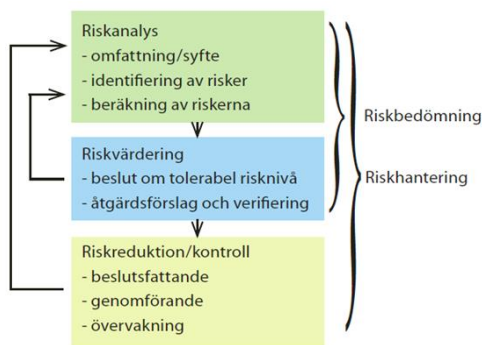 Riskanalys
- omfattning/syfte
- identifiering av risker
- beräkning av riskerna
Riskvärdering
- beslut om tolerabel risknivå
- åtgärdsförslag och verifiering
Riskreduktion/kontroll
- beslutsfattande
- genomförande
- övervakning
Riskbedömning
Riskhantering